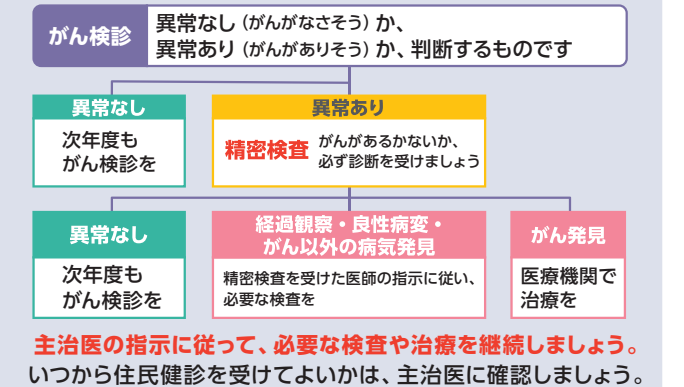 がん検診
異常なし（がんがなさそう）か、
異常あり（がんがありそう）か、判断するものです
異常なし
次年度も
がん検診を
異常あり
精密検査
がんがあるかないか、
必ず診断を受けましょう
異常なし
次年度も
がん検診を
経過観察・良性病変・
がん以外の病気発見
精密検査を受けた医師の指示に従い、
必要な検査を
がん発見
医療機関で
治療を
主治医の指示に従って、必要な検査や治療を継続しましょう。
いつから住民健診を受けてよいかは、主治医に確認しましょう。